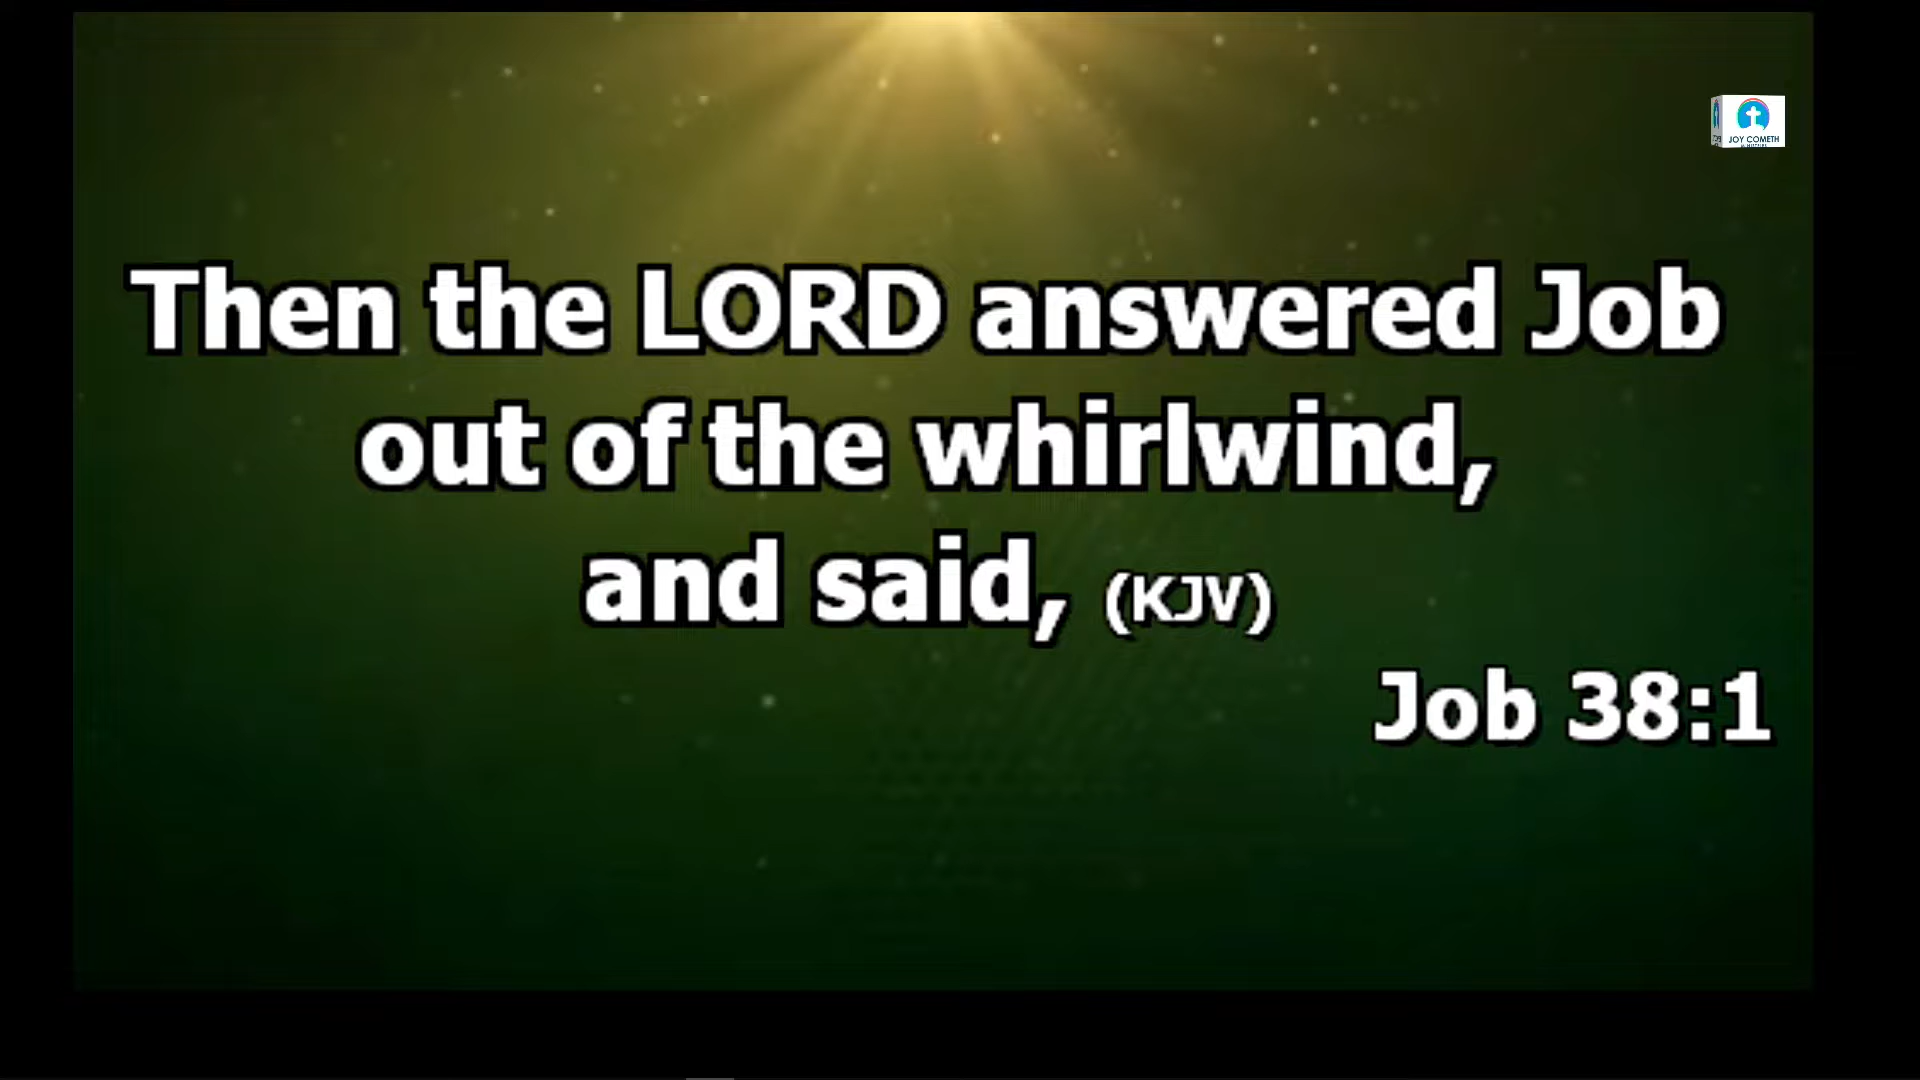 JOY COMETH
Then the LORD answered Job
out of the whirlwind,
and said, (KJV)
Job 38:1